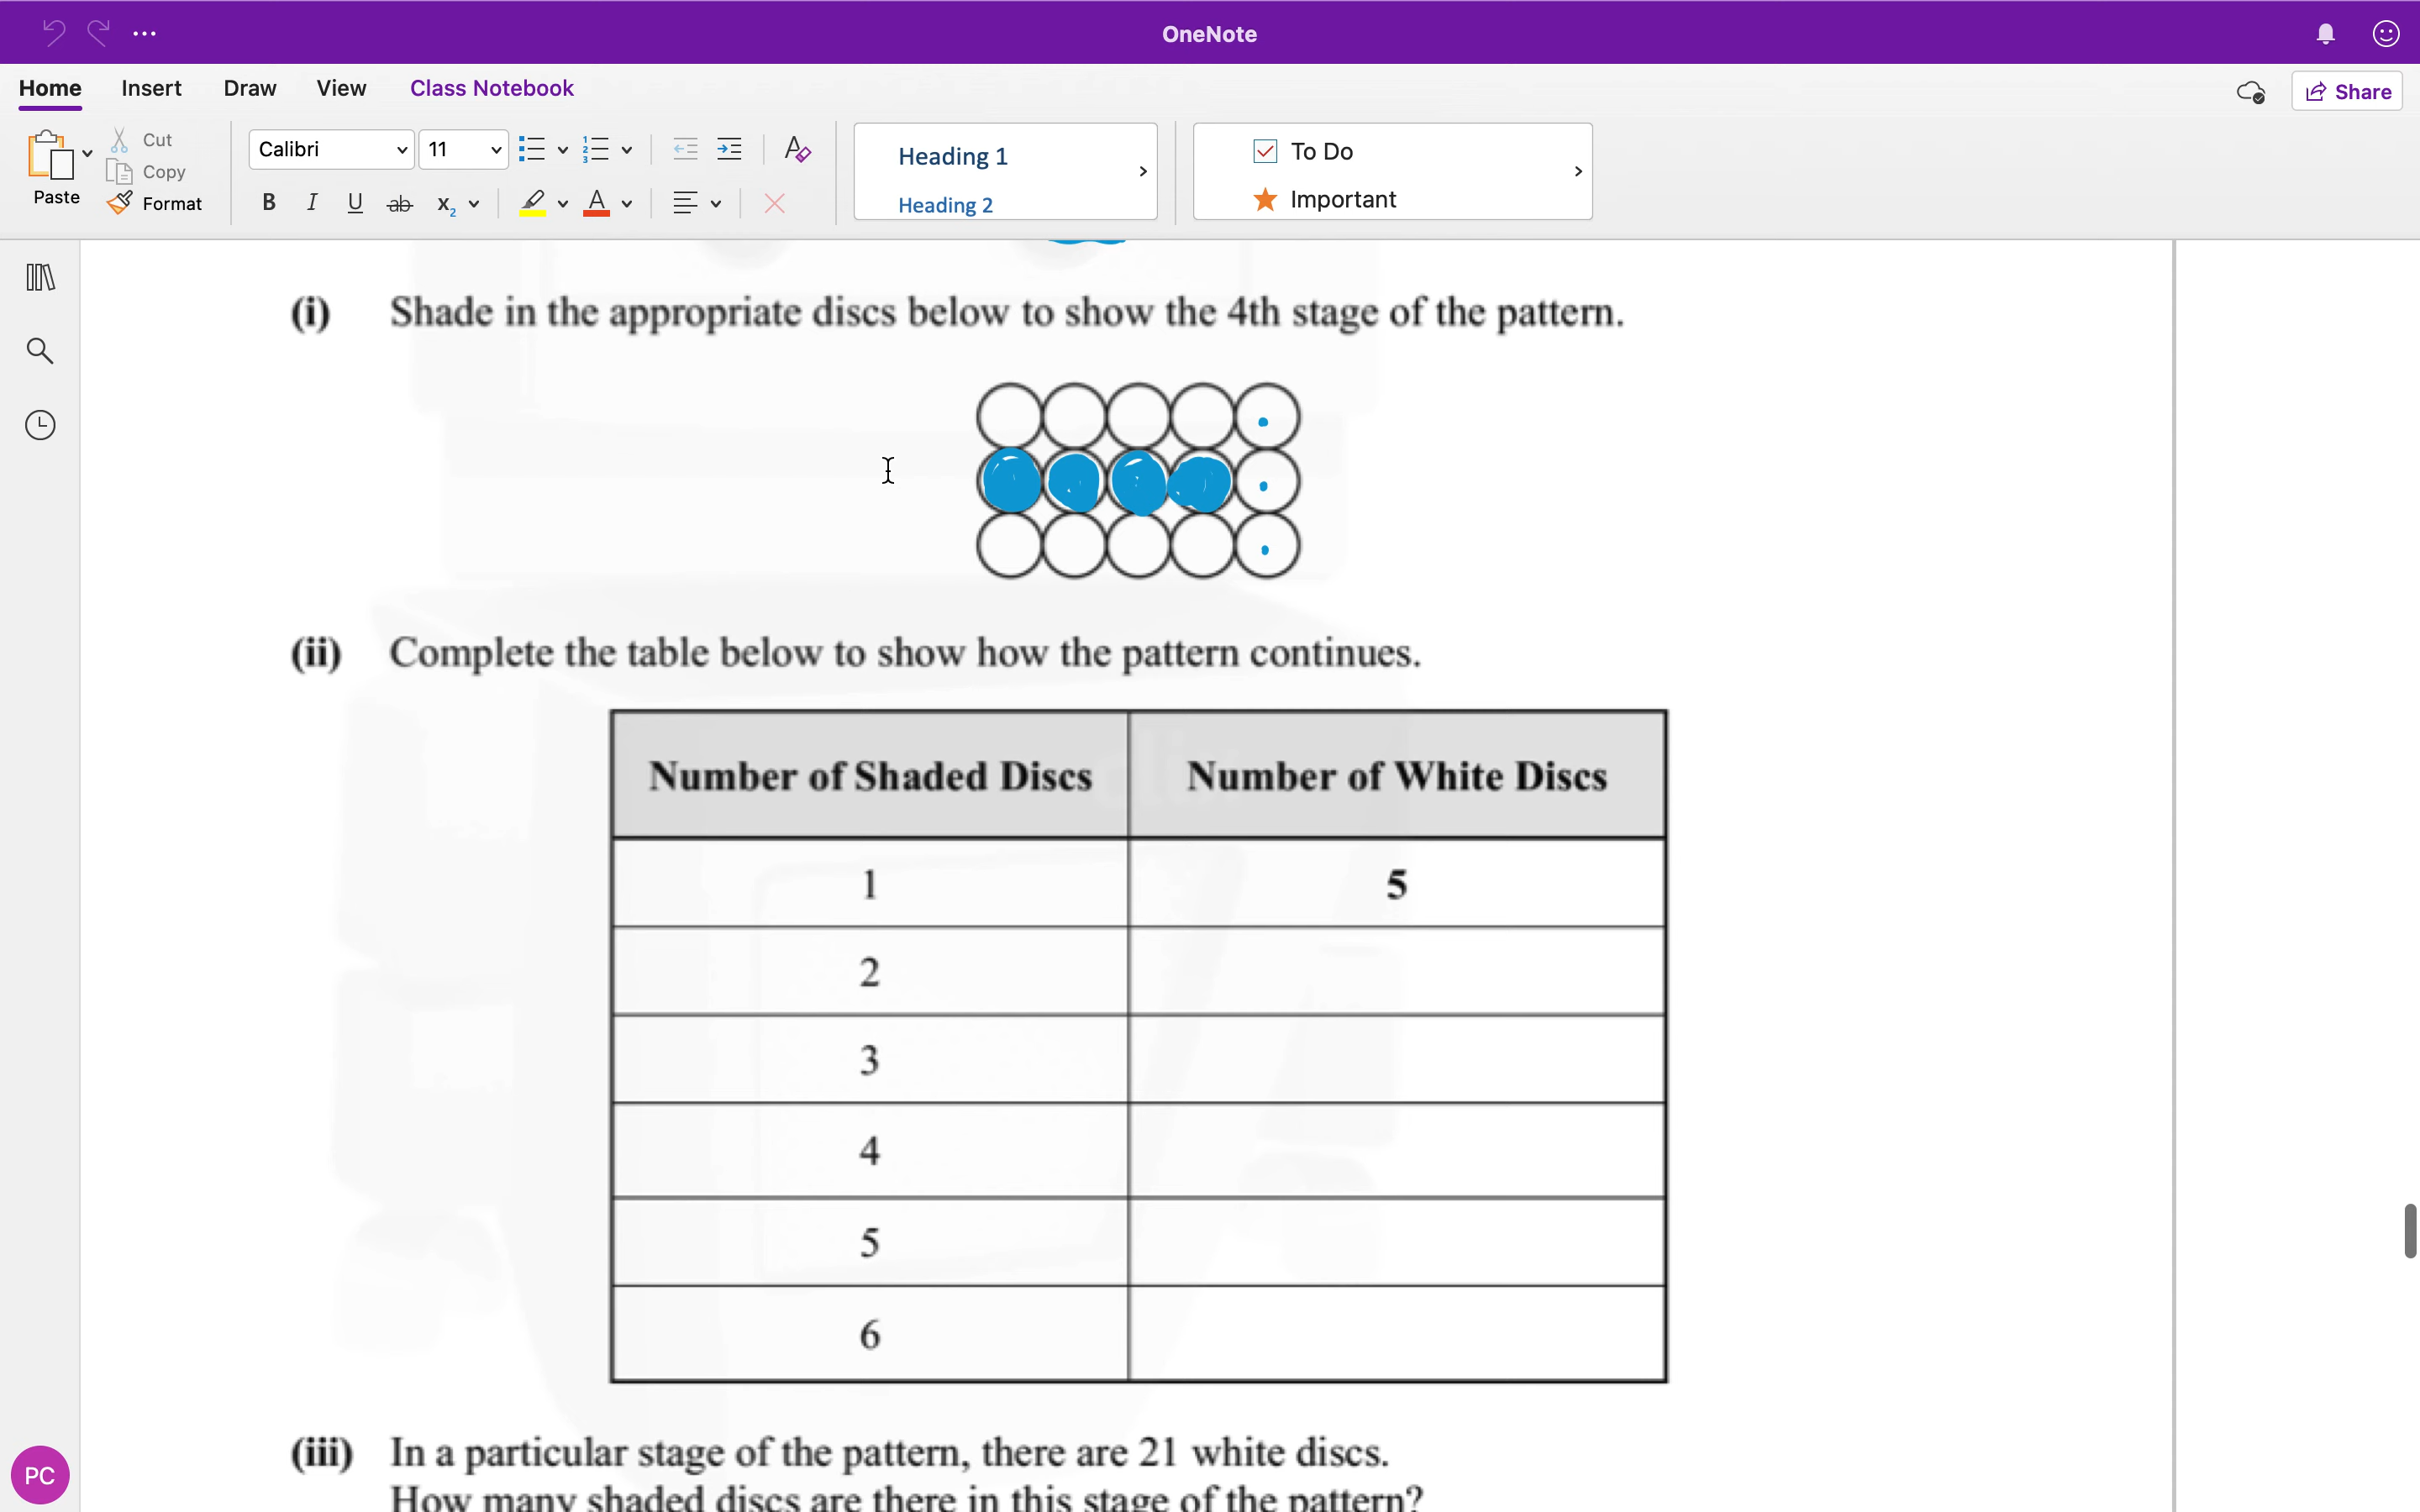 OneNote
Home Insert Draw View Class Notebook
Share
Paste
Cut
Copy
Format
Calibri 11
B I U ab x2 A
Heading 1
Heading 2
To Do
Important
(i) Shade in the appropriate discs below to show the 4th stage of the pattern.
(ii) Complete the table below to show how the pattern continues.
Number of Shaded Discs Number of White Discs
1 5
2
3
4
5
6
(iii) In a particular stage of the pattern, there are 21 white discs.
How many shaded discs are there in this stage of the pattern?
PC